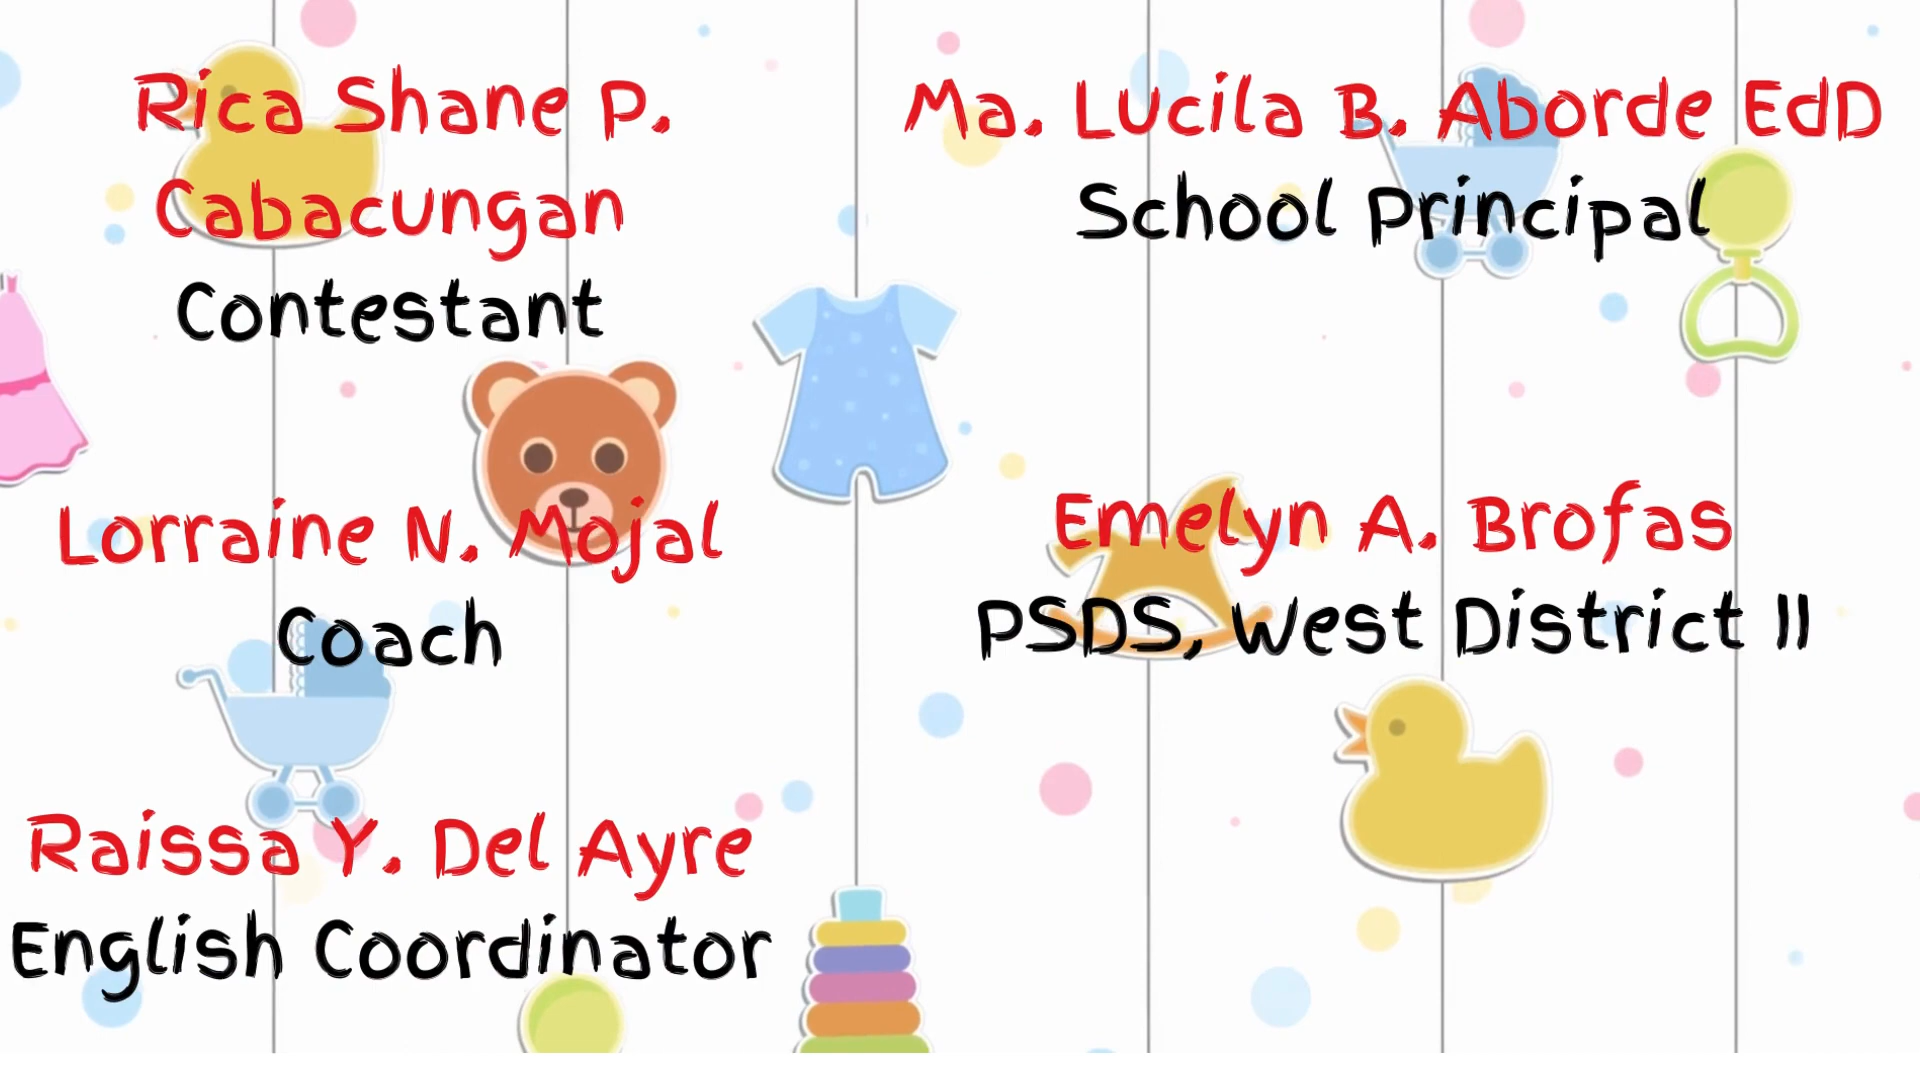 Rica Shane P.
Cabacungan
Contestant
Lorraine N. Mojal
Coach
Raissa Y. Del Ayre
English Coordinator
Ma. Lucila B. Aborde EdD
School Principal
Emelyn A. Brofas
PSDS, West District II